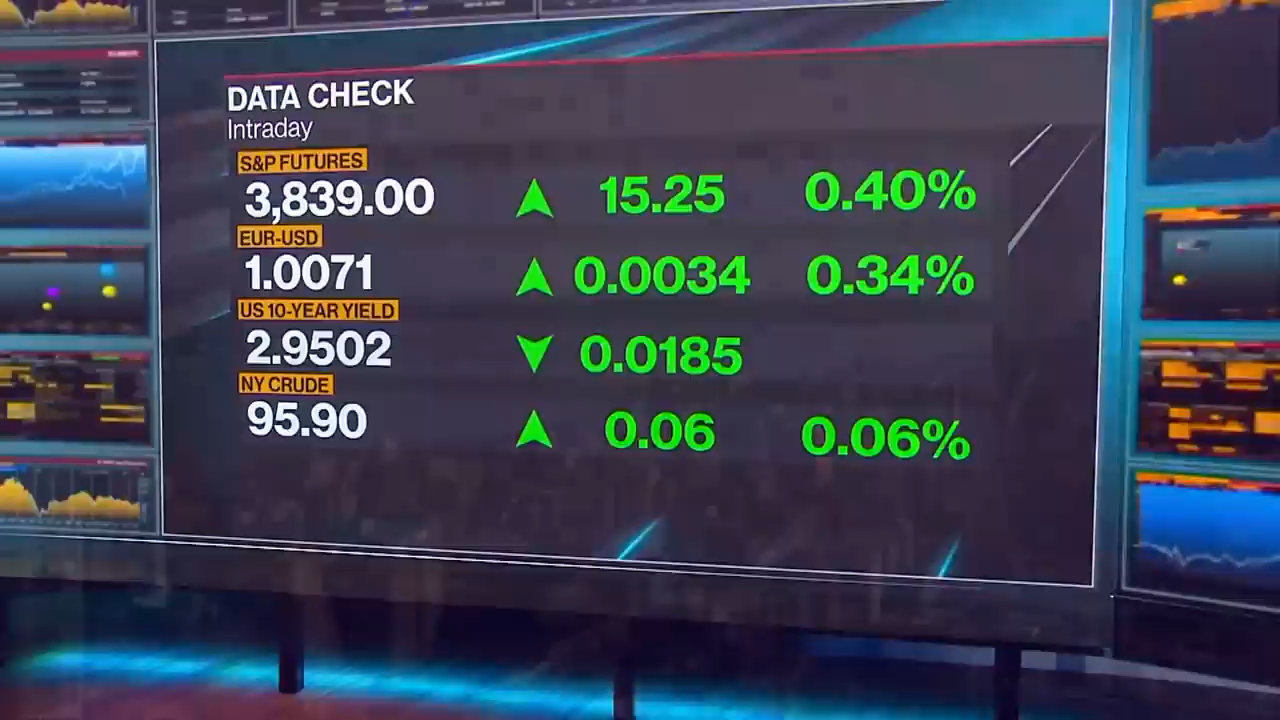 DATA CHECK
Intraday
S&P FUTURES
3,839.00 ▲ 15.25 0.40%
EUR-USD
1.0071 ▲ 0.0034 0.34%
US 10-YEAR YIELD
2.9502 ▼ 0.0185
NY CRUDE
95.90 ▲ 0.06 0.06%